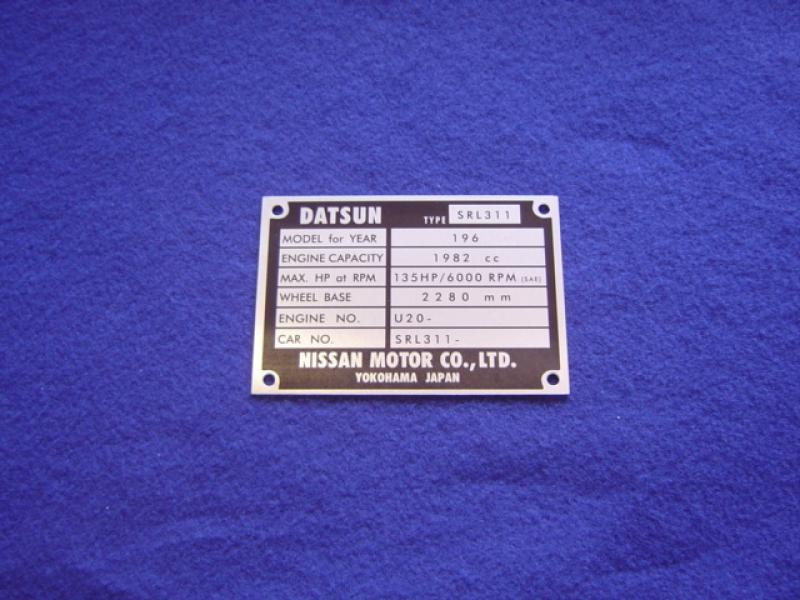 DATSUN TYPE SRL311
MODEL for YEAR 196
ENGINE CAPACITY 1982 cc
MAX. HP at RPM 135HP/6000 RPM (SAE)
WHEEL BASE 2280 mm
ENGINE NO. U20-
CAR NO. SRL311-
NISSAN MOTOR CO., LTD.
YOKOHAMA JAPAN